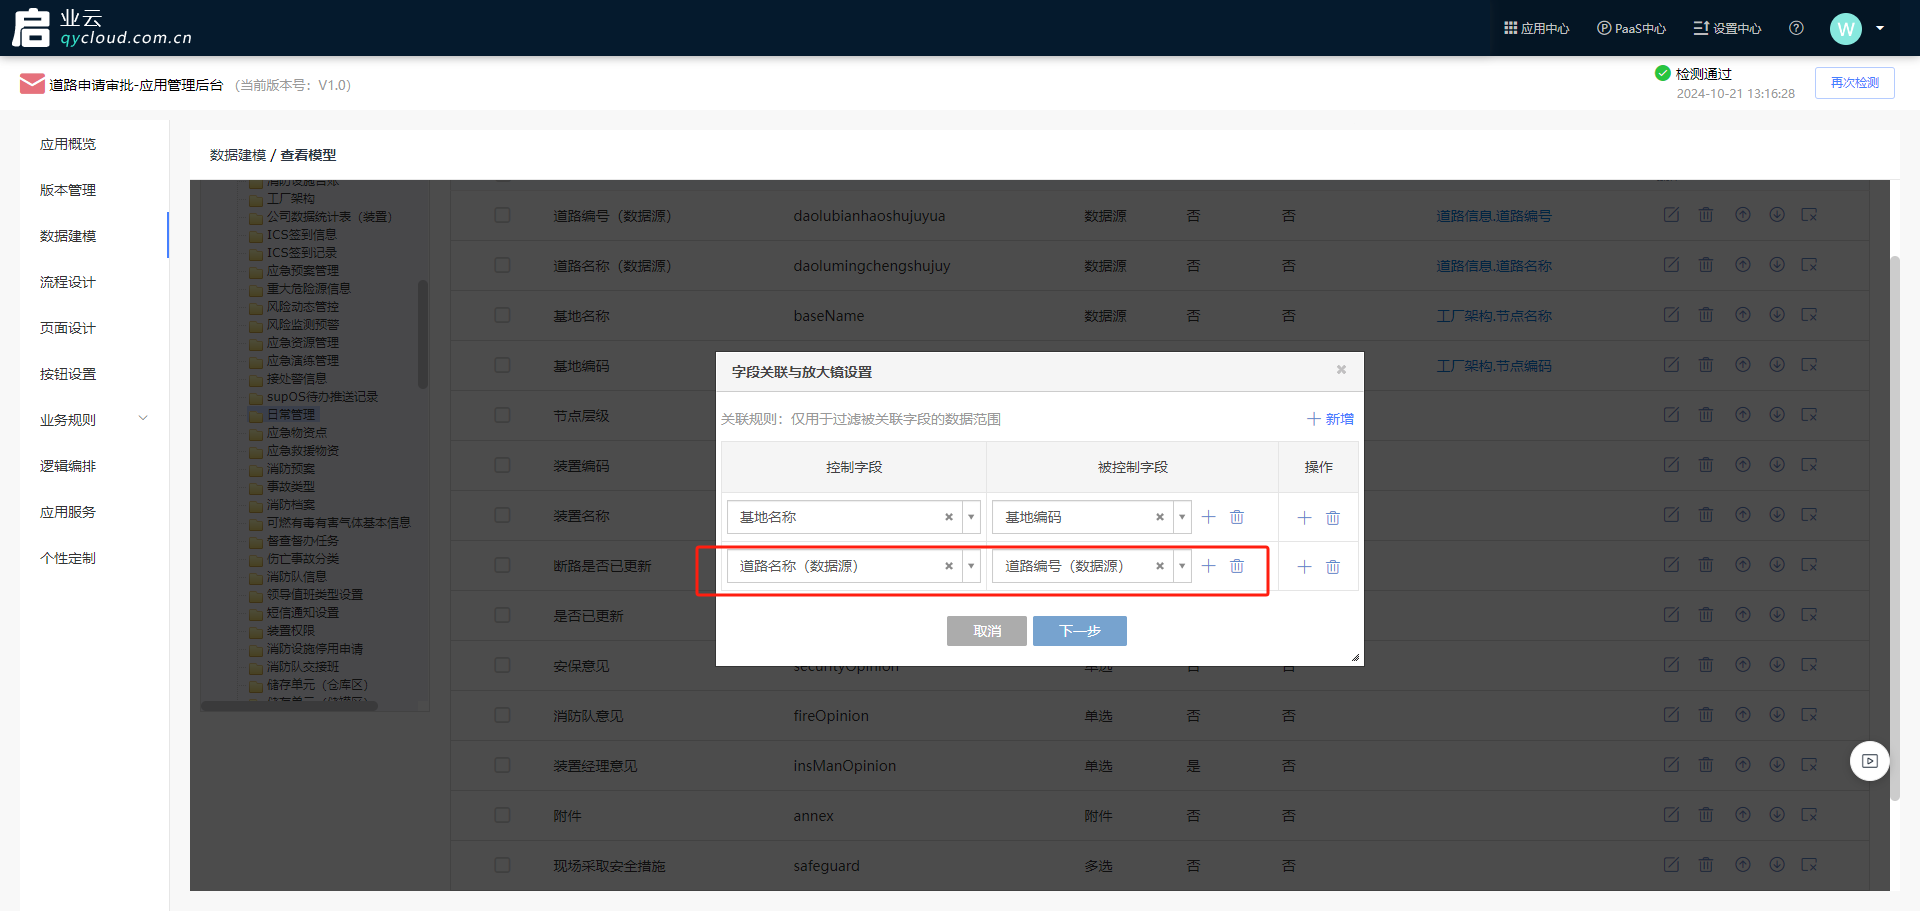 启 业云
qycloud.com.cn
应用中心
PaaS中心
设置中心
W
道路申请审批-应用管理后台 (当前版本号：V1.0)
检测通过
2024-10-21 13:16:28
再次检测
应用概览
版本管理
数据建模
流程设计
页面设计
按钮设置
业务规则
逻辑编排
应用服务
个性定制
数据建模 / 查看模型
消防设施台账
工厂架构
公司数据统计表（装置）
ICS签到信息
ICS签到记录
应急预案管理
重大危险源信息
风险动态管控
风险监测预警
应急资源管理
应急演练管理
接处警信息
supOS待办推送记录
日常管理
应急物资点
应急救援物资
消防预案
事故类型
消防档案
可燃有毒有害气体基本信息
督查督办任务
伤亡事故分类
消防队信息
领导值班类型设置
短信通知设置
装置权限
消防设施停用申请
消防队交接班
储存单元（仓库区）
储存单元（储罐区）
道路编号（数据源） daolubianhaoshujuyua 数据源 否 否 道路信息.道路编号
道路名称（数据源） daolumingchengshujuy 数据源 否 否 道路信息.道路名称
基地名称 baseName 数据源 否 否 工厂架构.节点名称
基地编码 工厂架构.节点编码
节点层级
装置编码
装置名称
断路是否已更新
是否已更新
安保意见 securityOpinion 单选 否 否
消防队意见 fireOpinion 单选 否 否
装置经理意见 insManOpinion 单选 是 否
附件 annex 附件 否 否
现场采取安全措施 safeguard 多选 否 否
字段关联与放大镜设置
关联规则：仅用于过滤被关联字段的数据范围
新增
控制字段 被控制字段 操作
基地名称 基地编码
道路名称（数据源） 道路编号（数据源）
取消 下一步